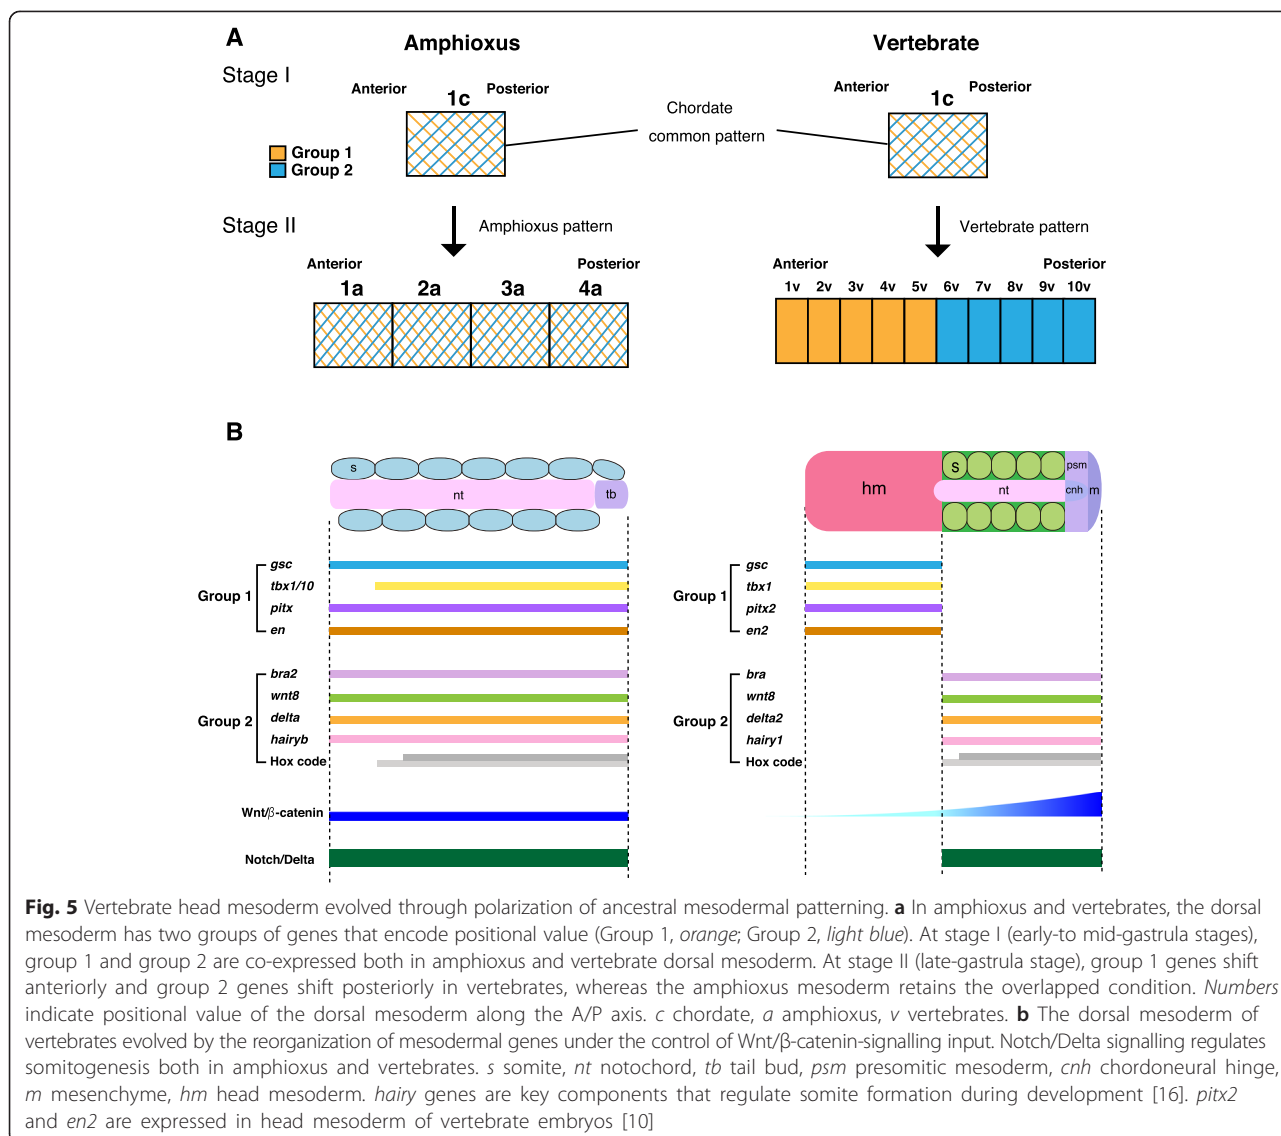 A
Amphioxus
Vertebrate
Stage I
Anterior
1c
Posterior
Anterior
1c
Posterior
Chordate
common pattern
Group 1
Group 2
Stage II
Amphioxus pattern
Vertebrate pattern
Anterior
Posterior
1a 2a 3a 4a
Anterior
Posterior
1v 2v 3v 4v 5v 6v 7v 8v 9v 10v
B
s
nt
tb
hm
s
nt
psm
cnh
m
Group 1
gsc
tbx1/10
pitx
en
Group 1
gsc
tbx1
pitx2
en2
Group 2
bra2
wnt8
delta
hairyb
Hox code
Group 2
bra
wnt8
delta2
hairy1
Hox code
Wnt/β-catenin
Notch/Delta
Fig. 5 Vertebrate head mesoderm evolved through polarization of ancestral mesodermal patterning. a In amphioxus and vertebrates, the dorsal
mesoderm has two groups of genes that encode positional value (Group 1, orange; Group 2, light blue). At stage I (early-to mid-gastrula stages),
group 1 and group 2 are co-expressed both in amphioxus and vertebrate dorsal mesoderm. At stage II (late-gastrula stage), group 1 genes shift
anteriorly and group 2 genes shift posteriorly in vertebrates, whereas the amphioxus mesoderm retains the overlapped condition. Numbers
indicate positional value of the dorsal mesoderm along the A/P axis. c chordate, a amphioxus, v vertebrates. b The dorsal mesoderm of
vertebrates evolved by the reorganization of mesodermal genes under the control of Wnt/β-catenin-signalling input. Notch/Delta signalling regulates
somitogenesis both in amphioxus and vertebrates. s somite, nt notochord, tb tail bud, psm presomitic mesoderm, cnh chordoneural hinge,
m mesenchyme, hm head mesoderm. hairy genes are key components that regulate somite formation during development [16]. pitx2
and en2 are expressed in head mesoderm of vertebrate embryos [10]